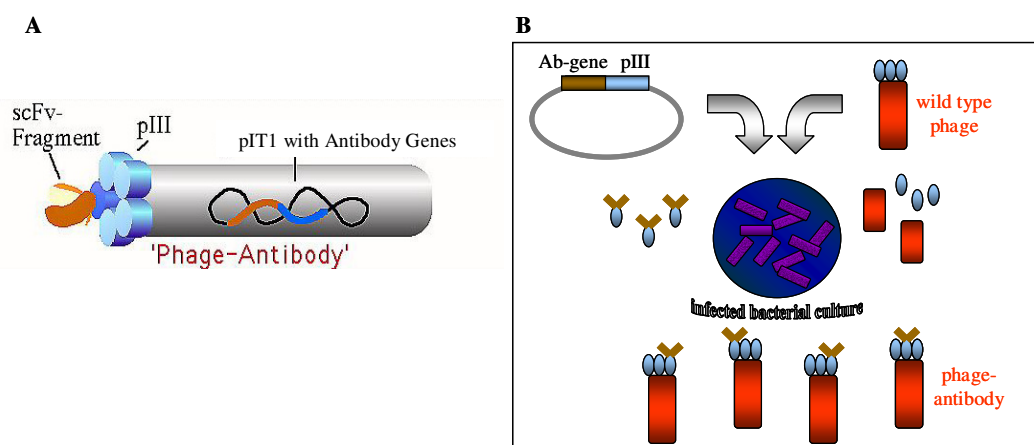 A
scFv-
Fragment
pIII
pIT1 with Antibody Genes
'Phage-Antibody'
B
Ab-gene pIII
wild type
phage
infected bacterial culture
phage-
antibody